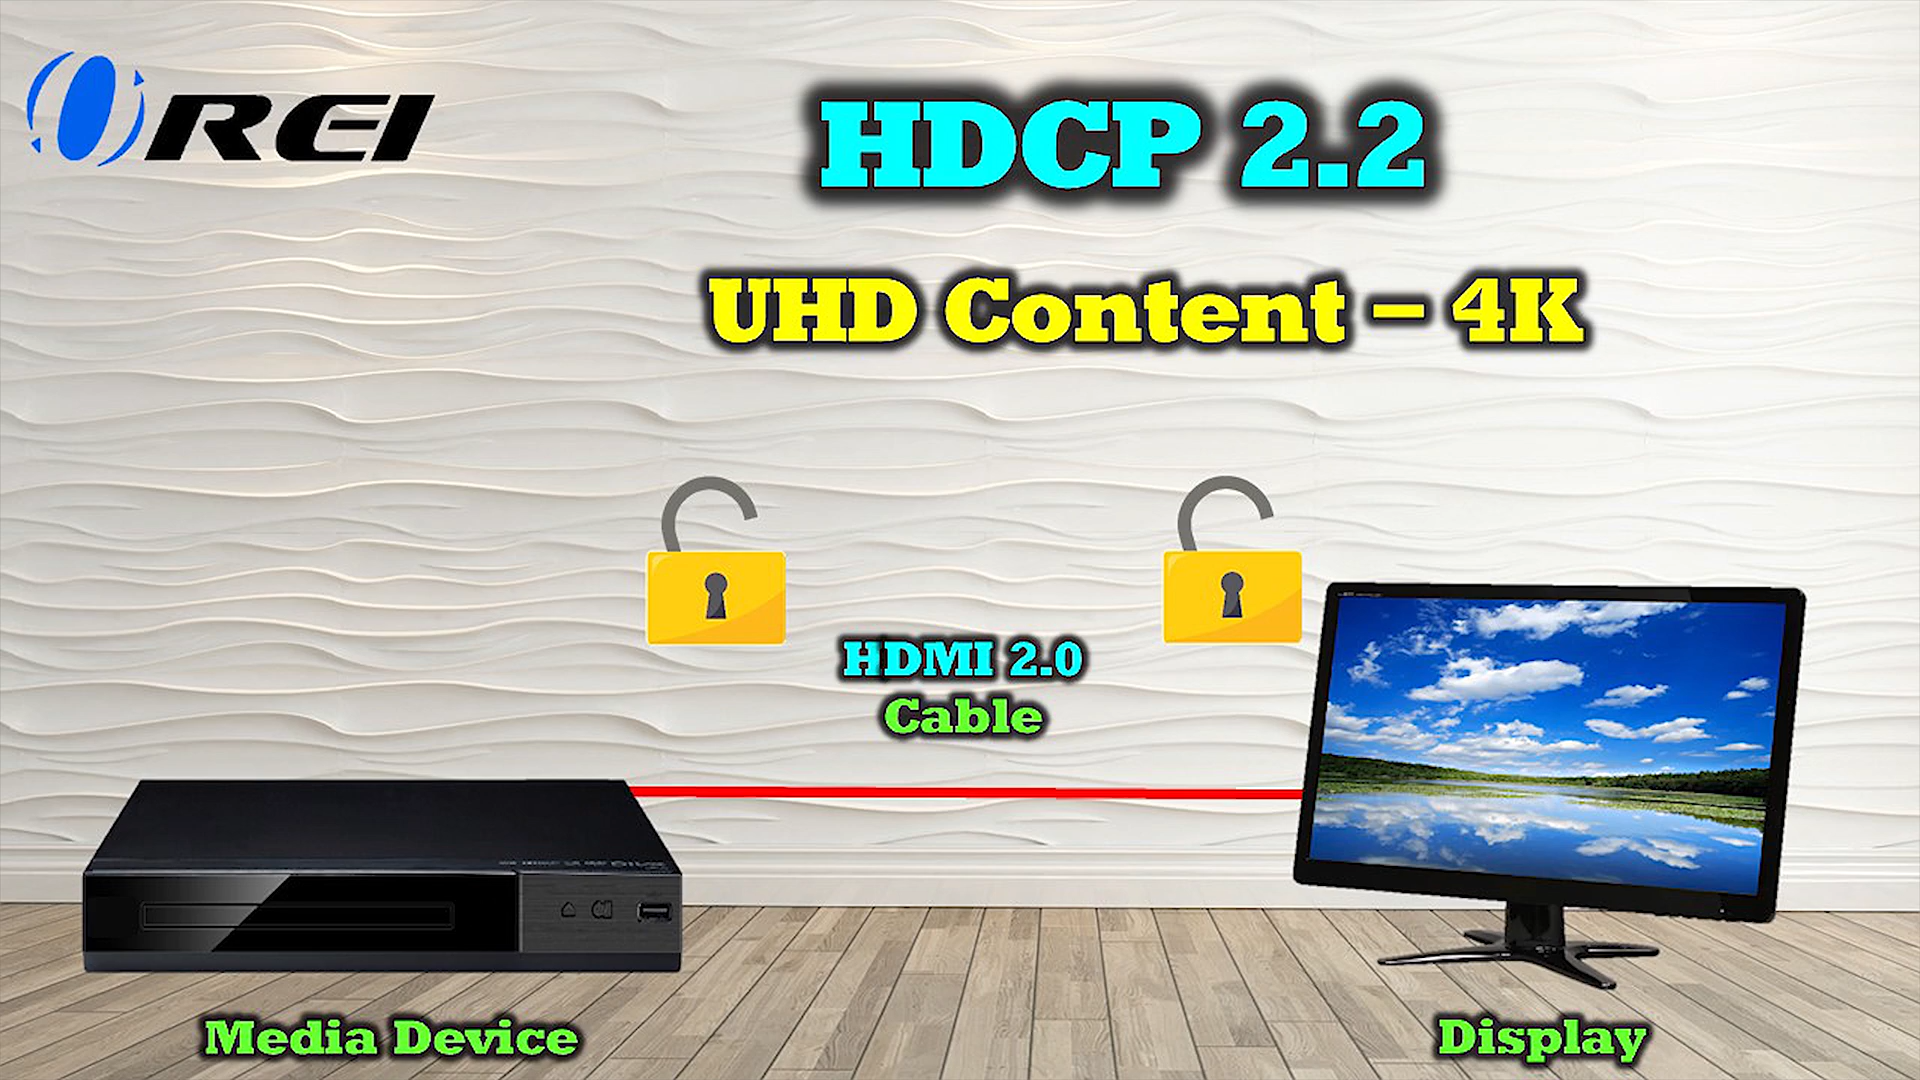 OREI
HDCP 2.2
UHD Content – 4K
HDMI 2.0
Cable
Media Device
Display